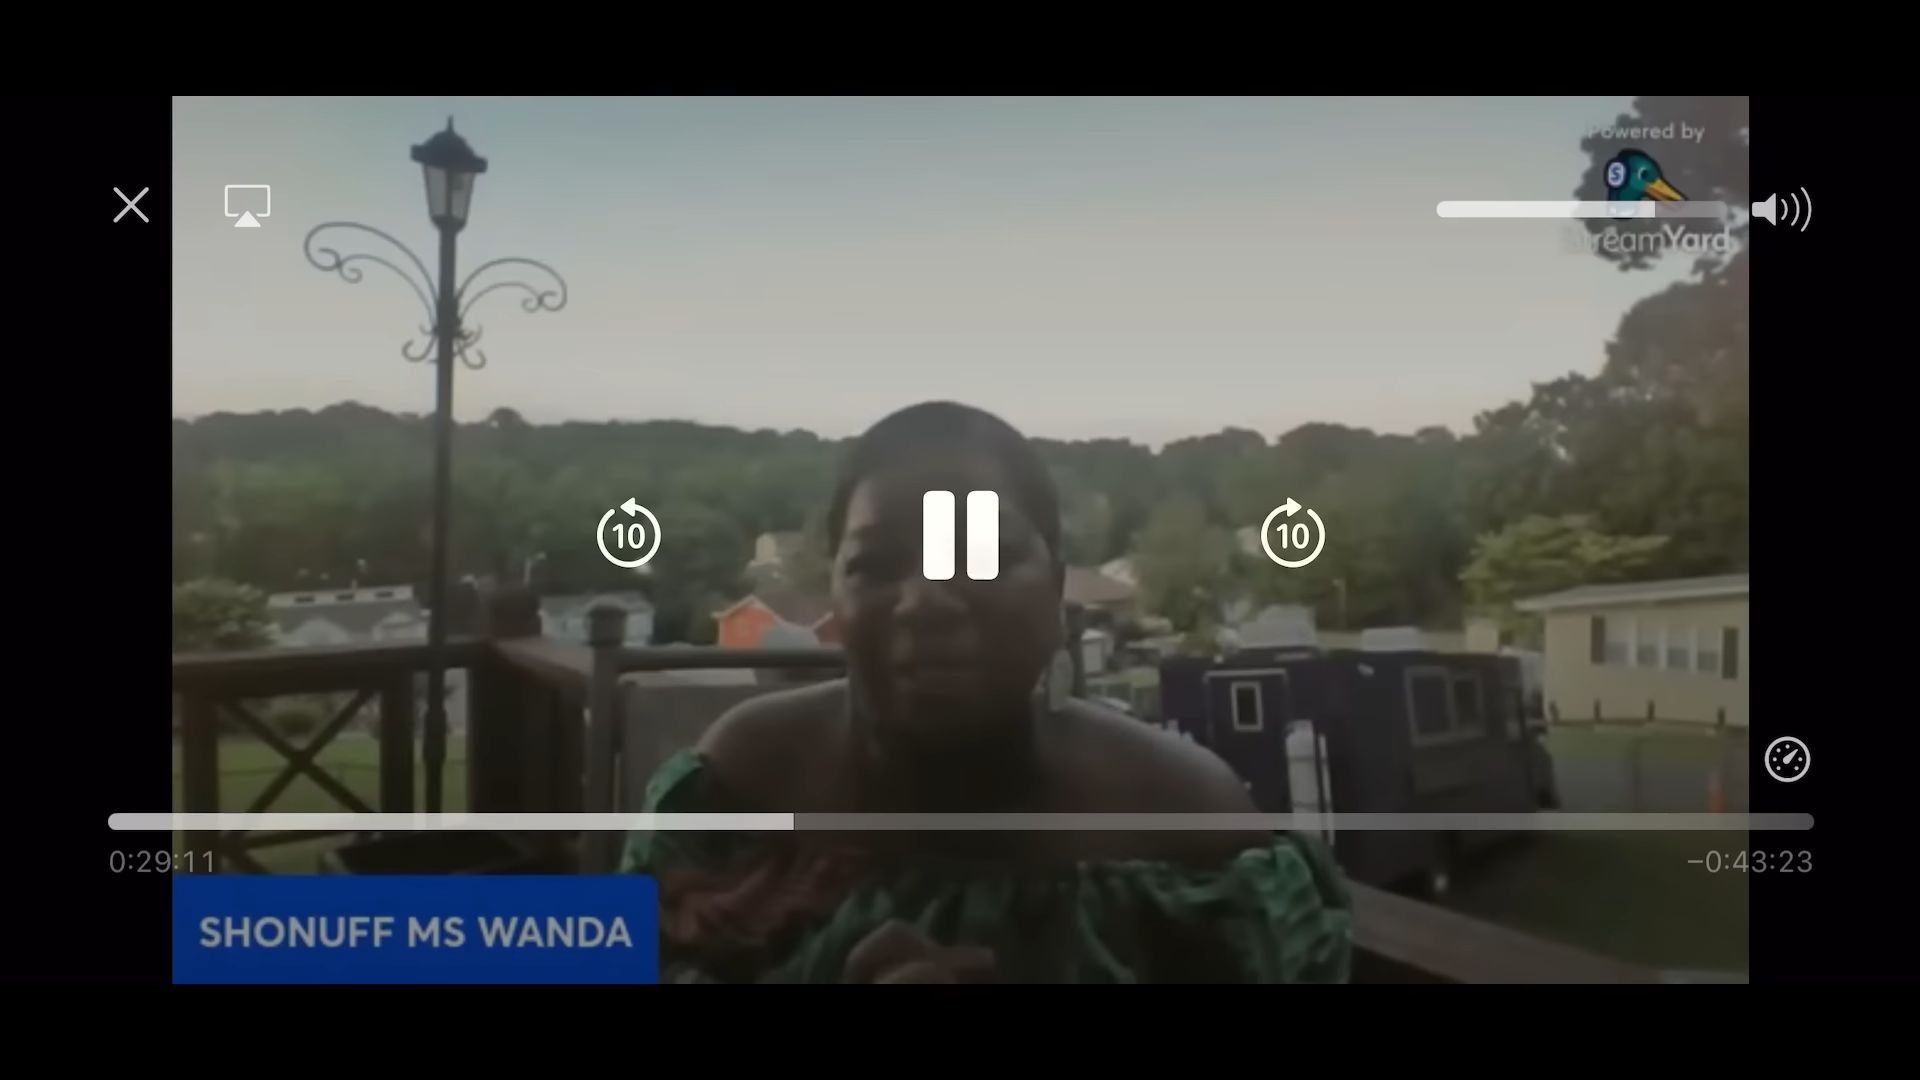 Powered by
StreamYard
10
10
0:29:11
−0:43:23
SHONUFF MS WANDA